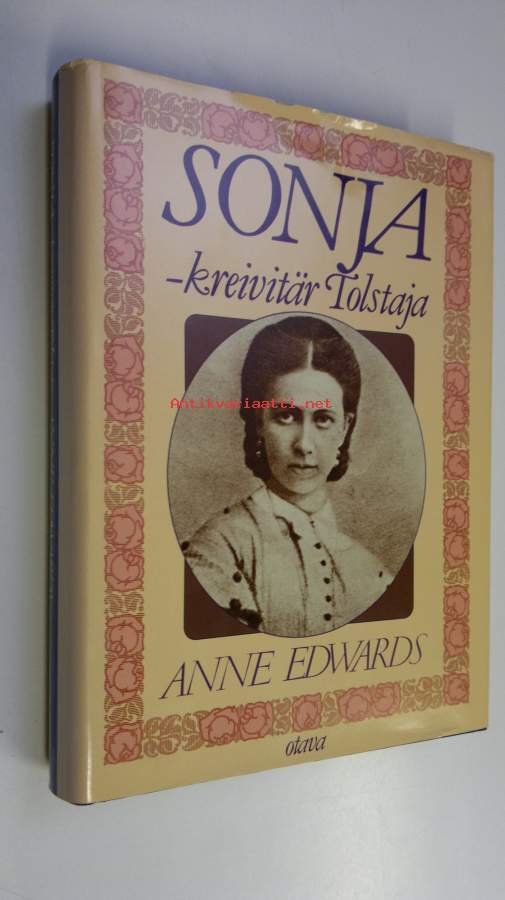 SONJA
–kreivitär Tolstaja
Antikvariaatti.net
ANNE EDWARDS
otava